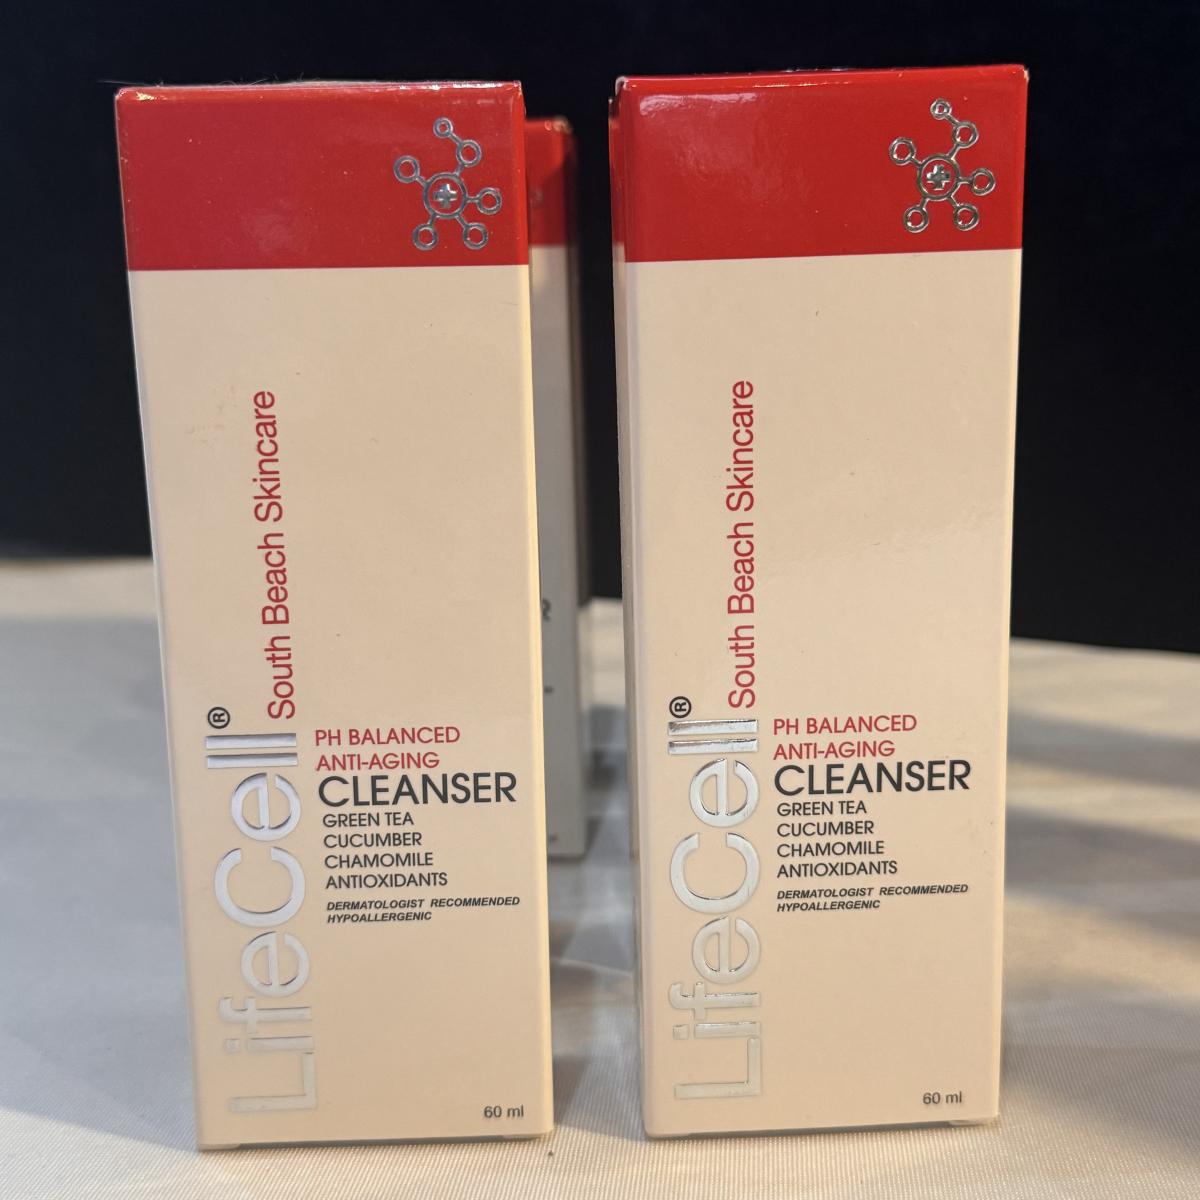 LifeCell®
South Beach Skincare
PH BALANCED
ANTI-AGING
CLEANSER
GREEN TEA
CUCUMBER
CHAMOMILE
ANTIOXIDANTS
DERMATOLOGIST RECOMMENDED
HYPOALLERGENIC
60 ml
LifeCell®
South Beach Skincare
PH BALANCED
ANTI-AGING
CLEANSER
GREEN TEA
CUCUMBER
CHAMOMILE
ANTIOXIDANTS
DERMATOLOGIST RECOMMENDED
HYPOALLERGENIC
60 ml